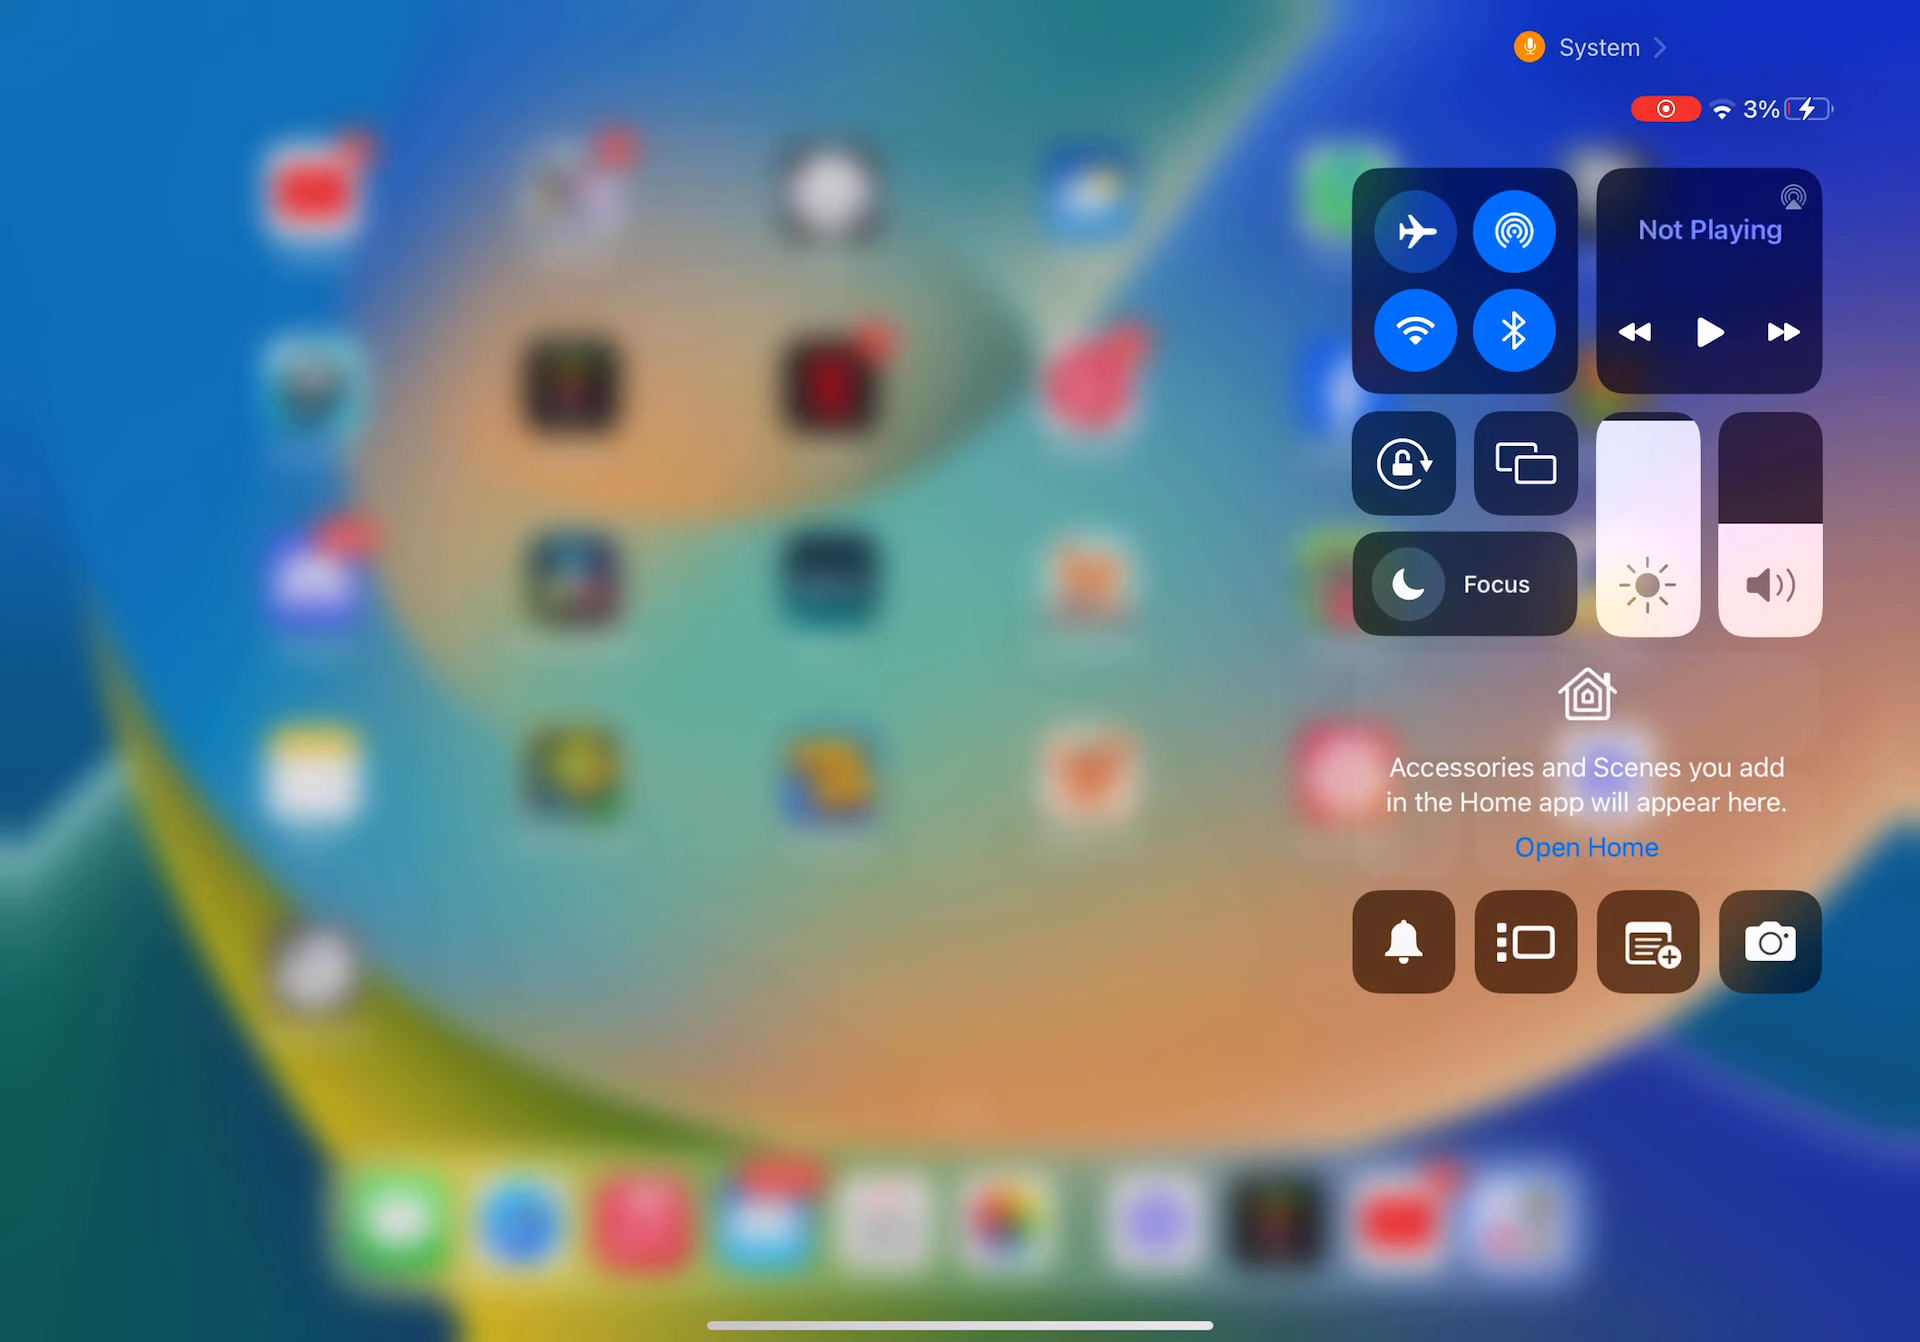 System
3%
Not Playing
Focus
Accessories and Scenes you add
in the Home app will appear here.
Open Home